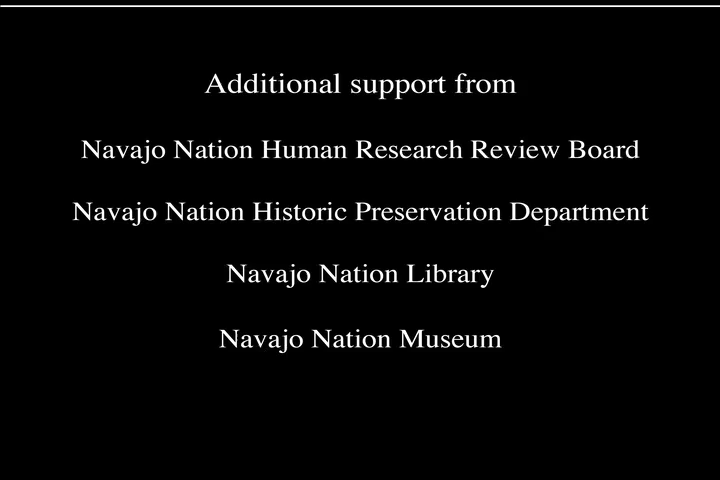 Additional support from
Navajo Nation Human Research Review Board
Navajo Nation Historic Preservation Department
Navajo Nation Library
Navajo Nation Museum